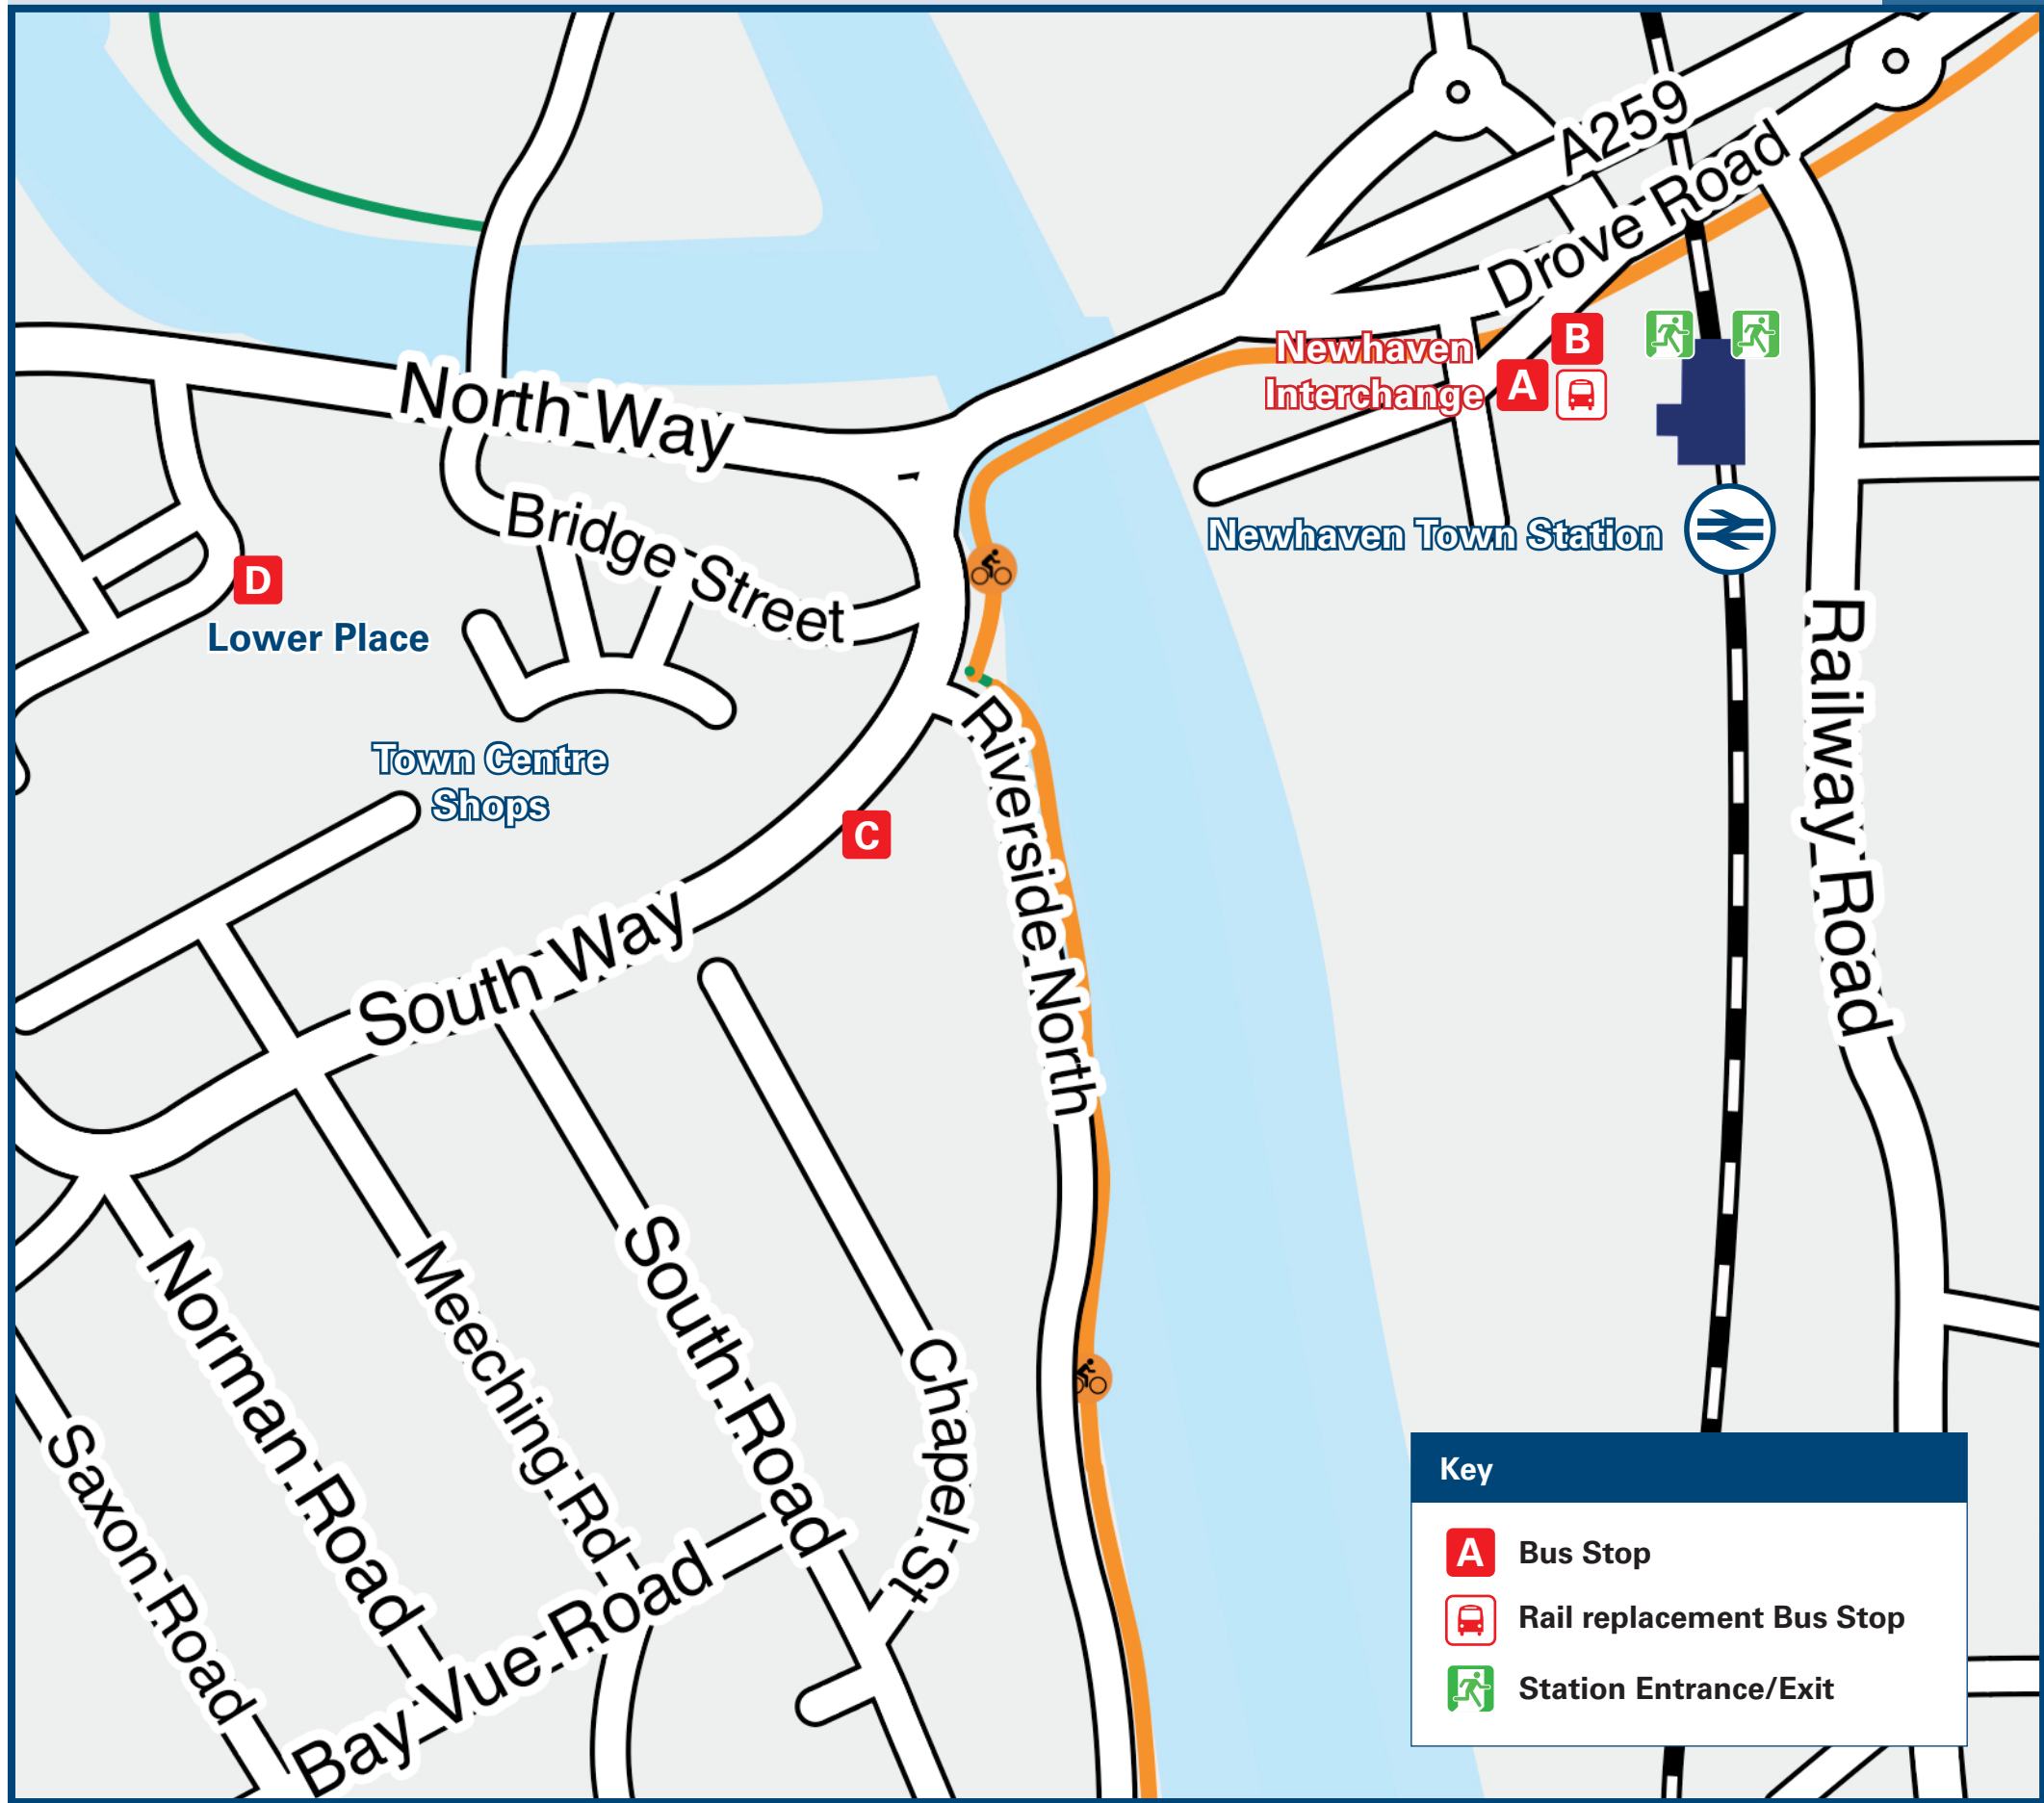 A259
Drove Road
Newhaven
Interchange
A
B
North Way
Bridge Street
Newhaven Town Station
D
Lower Place
Railway Road
Town Centre
Shops
C
Riverside North
South Way
Norman Road
Meeching Rd
South Road
Chapel St
Saxon Road
Bay Vue Road
Key
A Bus Stop
Rail replacement Bus Stop
Station Entrance/Exit